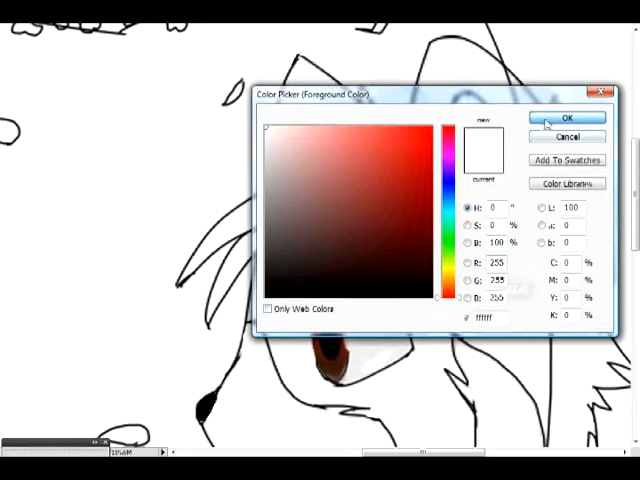 Color Picker (Foreground Color)
new
OK
Cancel
current
Add To Swatches
Color Libraries
H: 0 °
L: 100
S: 0 %
a: 0
B: 100 %
b: 0
R: 255
C: 0 %
G: 255
M: 0 %
B: 255
Y: 0 %
# ffffff
K: 0 %
Only Web Colors